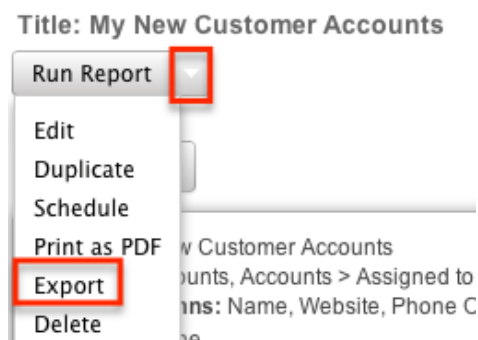 Title: My New Customer Accounts
Run Report
Edit
Duplicate
Schedule
Print as PDF
Customer Accounts
Export
Accounts > Assigned to
Name, Website, Phone
Delete